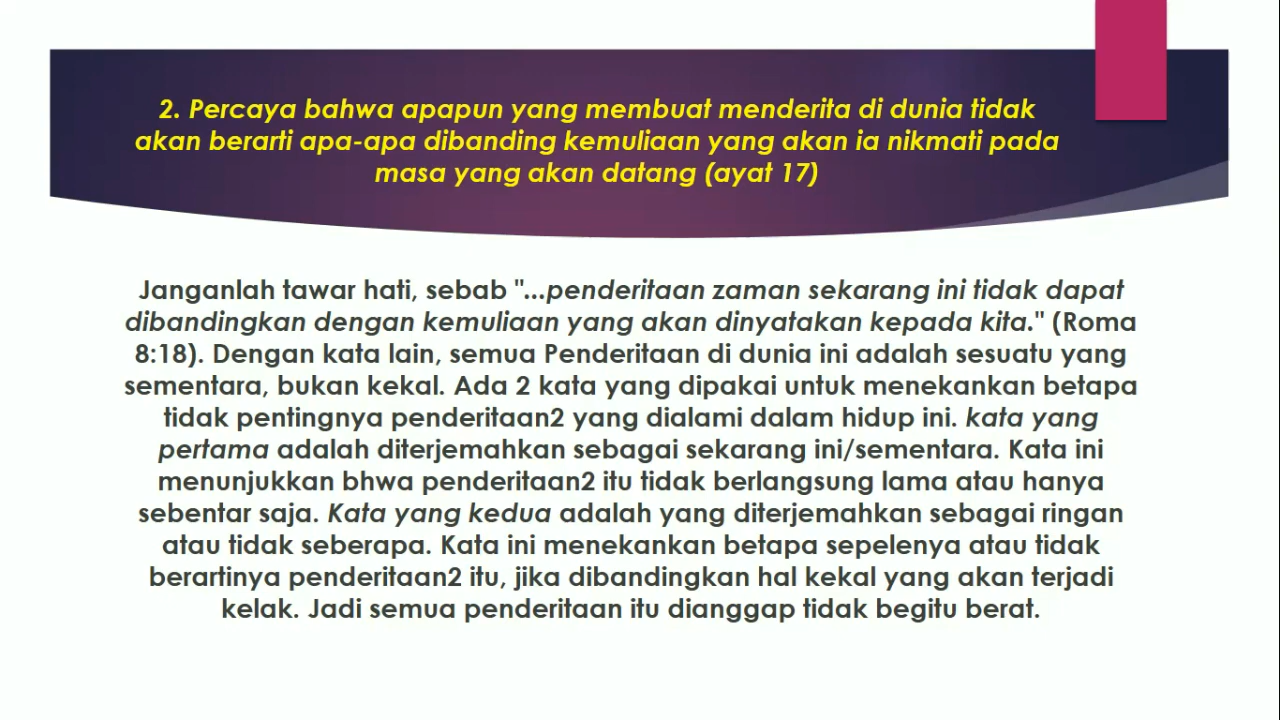 2. Percaya bahwa apapun yang membuat menderita di dunia tidak
akan berarti apa-apa dibanding kemuliaan yang akan ia nikmati pada
masa yang akan datang (ayat 17)
Janganlah tawar hati, sebab "...penderitaan zaman sekarang ini tidak dapat
dibandingkan dengan kemuliaan yang akan dinyatakan kepada kita." (Roma
8:18). Dengan kata lain, semua Penderitaan di dunia ini adalah sesuatu yang
sementara, bukan kekal. Ada 2 kata yang dipakai untuk menekankan betapa
tidak pentingnya penderitaan2 yang dialami dalam hidup ini. kata yang
pertama adalah diterjemahkan sebagai sekarang ini/sementara. Kata ini
menunjukkan bhwa penderitaan2 itu tidak berlangsung lama atau hanya
sebentar saja. Kata yang kedua adalah yang diterjemahkan sebagai ringan
atau tidak seberapa. Kata ini menekankan betapa sepelenya atau tidak
berartinya penderitaan2 itu, jika dibandingkan hal kekal yang akan terjadi
kelak. Jadi semua penderitaan itu dianggap tidak begitu berat.